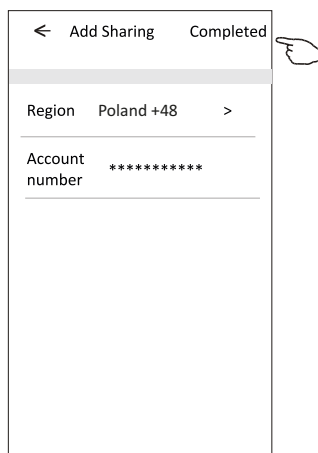 ← Add Sharing Completed
Region Poland +48 >
Account
number ***********